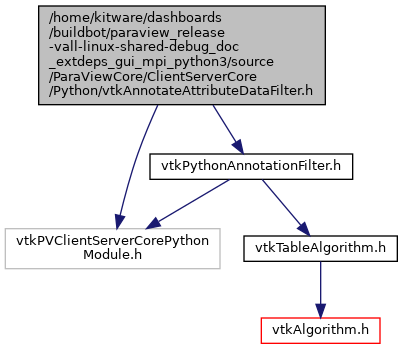 /home/kitware/dashboards
/buildbot/paraview_release
-vall-linux-shared-debug_doc
_extdeps_gui_mpi_python3/source
/ParaViewCore/ClientServerCore
/Python/vtkAnnotateAttributeDataFilter.h
vtkPythonAnnotationFilter.h
vtkPVClientServerCorePython
Module.h
vtkTableAlgorithm.h
vtkAlgorithm.h